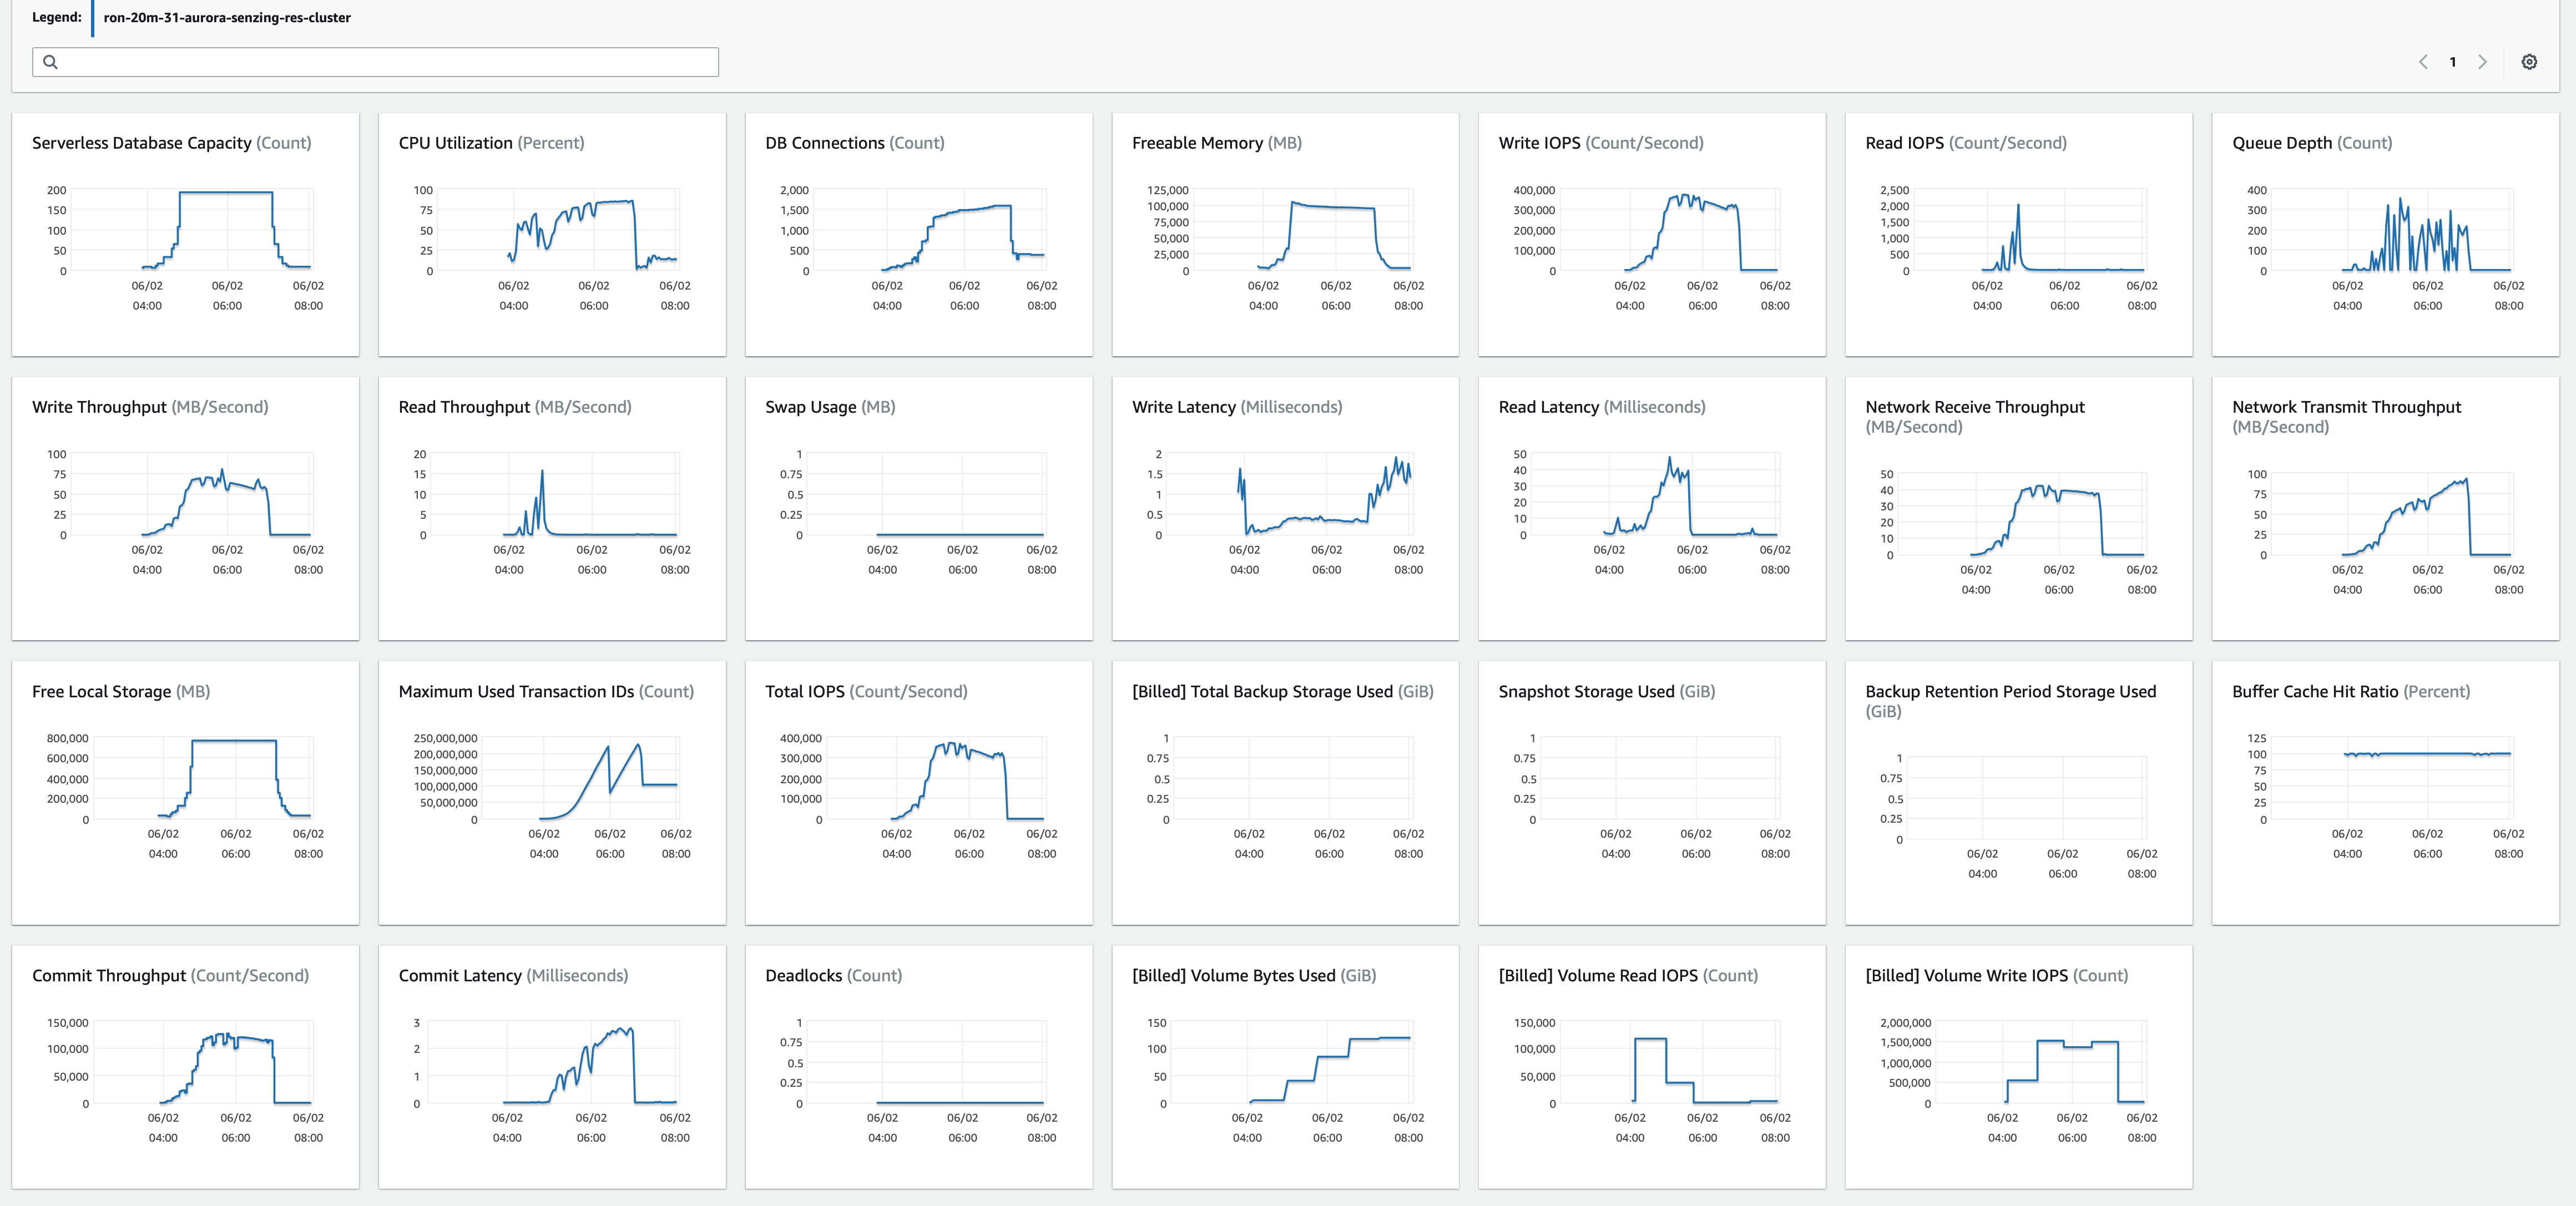 Legend: ron-20m-31-aurora-senzing-res-cluster
1
Serverless Database Capacity (Count)
200
150
100
50
0
06/02 06/02 06/02
04:00 06:00 08:00
CPU Utilization (Percent)
100
75
50
25
0
06/02 06/02 06/02
04:00 06:00 08:00
DB Connections (Count)
2,000
1,500
1,000
500
0
06/02 06/02 06/02
04:00 06:00 08:00
Freeable Memory (MB)
125,000
100,000
75,000
50,000
25,000
0
06/02 06/02 06/02
04:00 06:00 08:00
Write IOPS (Count/Second)
400,000
300,000
200,000
100,000
0
06/02 06/02 06/02
04:00 06:00 08:00
Read IOPS (Count/Second)
2,500
2,000
1,500
1,000
500
0
06/02 06/02 06/02
04:00 06:00 08:00
Queue Depth (Count)
400
300
200
100
0
06/02 06/02 06/02
04:00 06:00 08:00
Write Throughput (MB/Second)
100
75
50
25
0
06/02 06/02 06/02
04:00 06:00 08:00
Read Throughput (MB/Second)
20
15
10
5
0
06/02 06/02 06/02
04:00 06:00 08:00
Swap Usage (MB)
1
0.75
0.5
0.25
0
06/02 06/02 06/02
04:00 06:00 08:00
Write Latency (Milliseconds)
2
1.5
1
0.5
0
06/02 06/02 06/02
04:00 06:00 08:00
Read Latency (Milliseconds)
50
40
30
20
10
0
06/02 06/02 06/02
04:00 06:00 08:00
Network Receive Throughput
(MB/Second)
50
40
30
20
10
0
06/02 06/02 06/02
04:00 06:00 08:00
Network Transmit Throughput
(MB/Second)
100
75
50
25
0
06/02 06/02 06/02
04:00 06:00 08:00
Free Local Storage (MB)
800,000
600,000
400,000
200,000
0
06/02 06/02 06/02
04:00 06:00 08:00
Maximum Used Transaction IDs (Count)
250,000,000
200,000,000
150,000,000
100,000,000
50,000,000
0
06/02 06/02 06/02
04:00 06:00 08:00
Total IOPS (Count/Second)
400,000
300,000
200,000
100,000
0
06/02 06/02 06/02
04:00 06:00 08:00
[Billed] Total Backup Storage Used (GiB)
1
0.75
0.5
0.25
0
06/02 06/02 06/02
04:00 06:00 08:00
Snapshot Storage Used (GiB)
1
0.75
0.5
0.25
0
06/02 06/02 06/02
04:00 06:00 08:00
Backup Retention Period Storage Used
(GiB)
1
0.75
0.5
0.25
0
06/02 06/02 06/02
04:00 06:00 08:00
Buffer Cache Hit Ratio (Percent)
125
100
75
50
25
0
06/02 06/02 06/02
04:00 06:00 08:00
Commit Throughput (Count/Second)
150,000
100,000
50,000
0
06/02 06/02 06/02
04:00 06:00 08:00
Commit Latency (Milliseconds)
3
2
1
0
06/02 06/02 06/02
04:00 06:00 08:00
Deadlocks (Count)
1
0.75
0.5
0.25
0
06/02 06/02 06/02
04:00 06:00 08:00
[Billed] Volume Bytes Used (GiB)
150
100
50
0
06/02 06/02 06/02
04:00 06:00 08:00
[Billed] Volume Read IOPS (Count)
150,000
100,000
50,000
0
06/02 06/02 06/02
04:00 06:00 08:00
[Billed] Volume Write IOPS (Count)
2,000,000
1,500,000
1,000,000
500,000
0
06/02 06/02 06/02
04:00 06:00 08:00